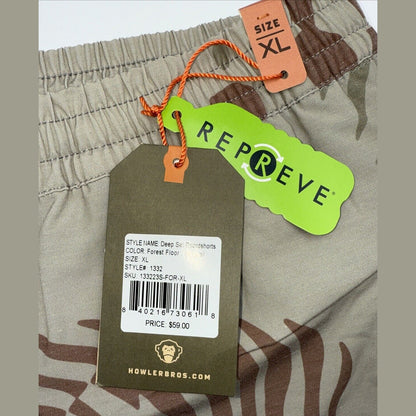 SIZE
XL
REPREVE®
STYLE NAME: Deep Set Boardshorts
COLOR: Forest Floor
SIZE: XL
STYLE#: 1332
SKU: 133223S-FOR-XL
8 40216 73061 8
PRICE: $59.00
HOWLERBROS.COM